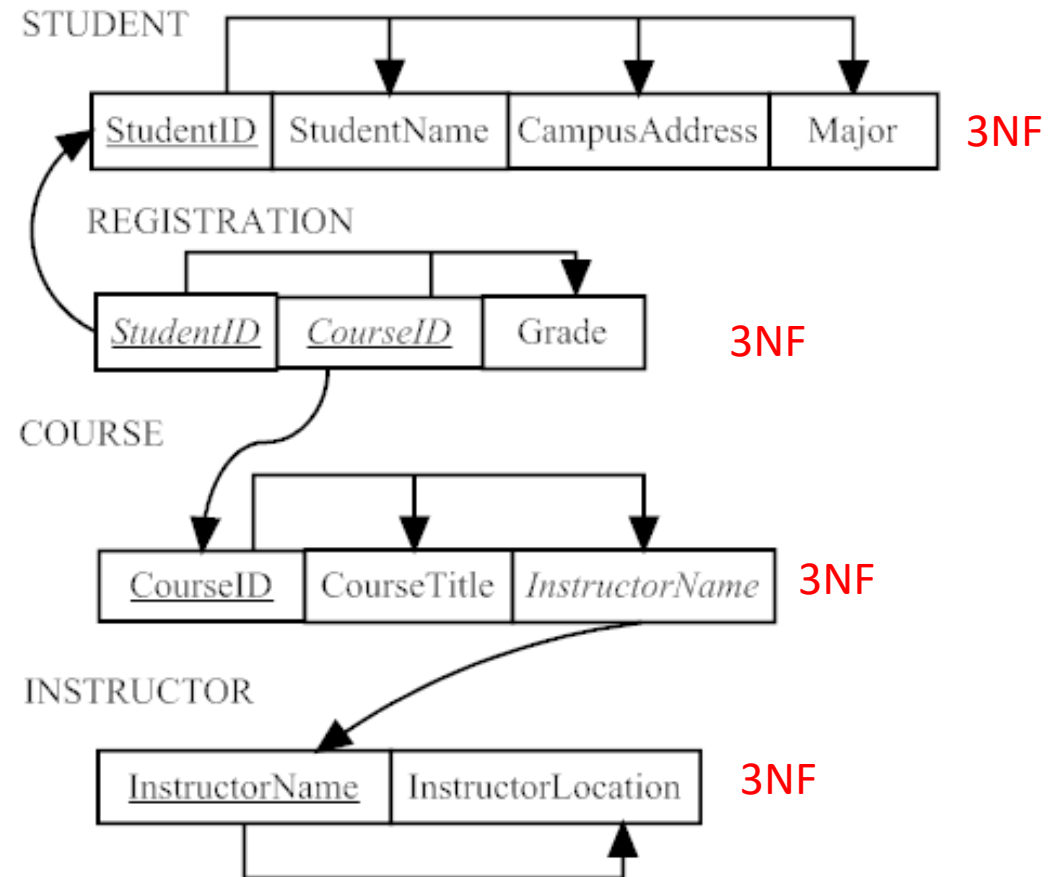 STUDENT
StudentID StudentName CampusAddress Major 3NF
REGISTRATION
StudentID CourseID Grade 3NF
COURSE
CourseID CourseTitle InstructorName 3NF
INSTRUCTOR
InstructorName InstructorLocation 3NF